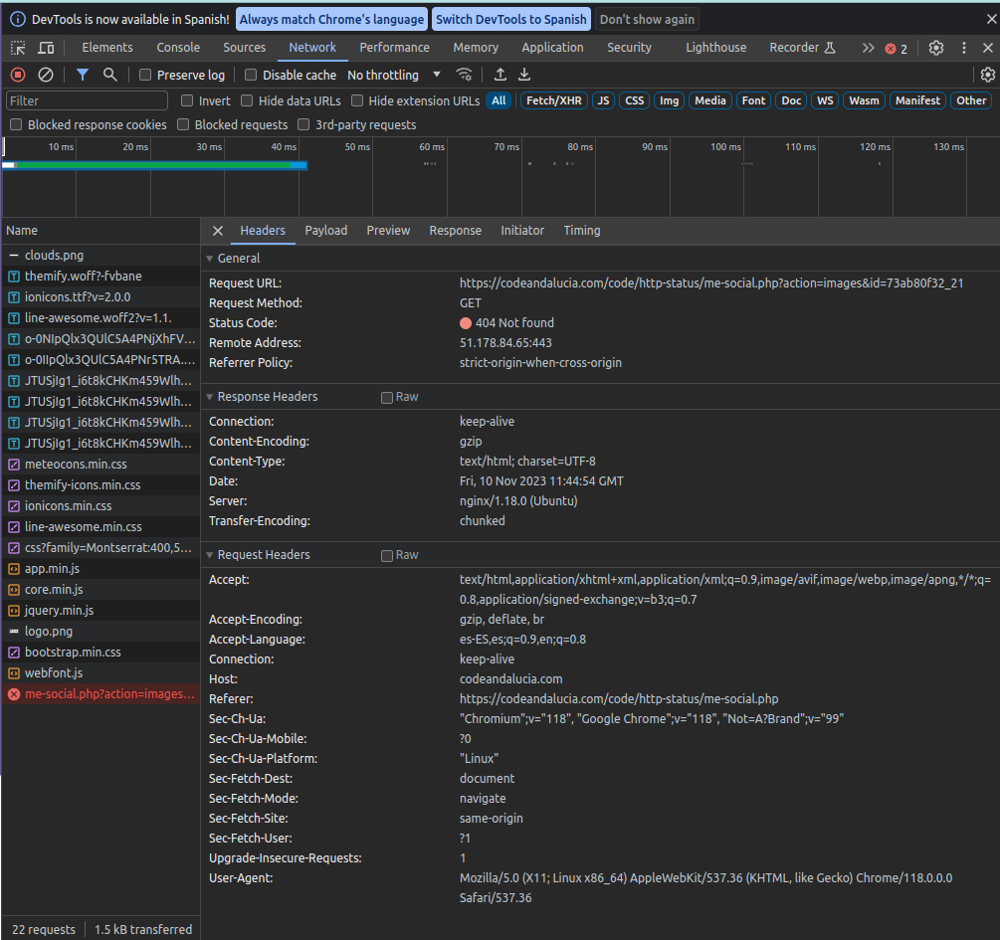 DevTools is now available in Spanish! Always match Chrome's language Switch DevTools to Spanish Don't show again
Elements Console Sources Network Performance Memory Application Security Lighthouse Recorder 2
Preserve log Disable cache No throttling
Filter Invert Hide data URLs Hide extension URLs All Fetch/XHR JS CSS Img Media Font Doc WS Wasm Manifest Other
Blocked response cookies Blocked requests 3rd-party requests
10 ms 20 ms 30 ms 40 ms 50 ms 60 ms 70 ms 80 ms 90 ms 100 ms 110 ms 120 ms 130 ms
Name
clouds.png
themify.woff?-fvbane
ionicons.ttf?v=2.0.0
line-awesome.woff2?v=1.1.
o-0NIpQlx3QUlC5A4PNjXhFV...
o-0IIpQlx3QUlC5A4PNr5TRA...
JTUSjIg1_i6t8kCHKm459Wlh...
JTUSjIg1_i6t8kCHKm459Wlh...
JTUSjIg1_i6t8kCHKm459Wlh...
JTUSjIg1_i6t8kCHKm459Wlh...
meteocons.min.css
themify-icons.min.css
ionicons.min.css
line-awesome.min.css
css?family=Montserrat:400,5...
app.min.js
core.min.js
jquery.min.js
logo.png
bootstrap.min.css
webfont.js
me-social.php?action=images...
22 requests 1.5 kB transferred
Headers Payload Preview Response Initiator Timing
General
Request URL: https://codeandalucia.com/code/http-status/me-social.php?action=images&id=73ab80f32_21
Request Method: GET
Status Code: 404 Not found
Remote Address: 51.178.84.65:443
Referrer Policy: strict-origin-when-cross-origin
Response Headers Raw
Connection: keep-alive
Content-Encoding: gzip
Content-Type: text/html; charset=UTF-8
Date: Fri, 10 Nov 2023 11:44:54 GMT
Server: nginx/1.18.0 (Ubuntu)
Transfer-Encoding: chunked
Request Headers Raw
Accept: text/html,application/xhtml+xml,application/xml;q=0.9,image/avif,image/webp,image/apng,*/*;q=
0.8,application/signed-exchange;v=b3;q=0.7
Accept-Encoding: gzip, deflate, br
Accept-Language: es-ES,es;q=0.9,en;q=0.8
Connection: keep-alive
Host: codeandalucia.com
Referer: https://codeandalucia.com/code/http-status/me-social.php
Sec-Ch-Ua: "Chromium";v="118", "Google Chrome";v="118", "Not=A?Brand";v="99"
Sec-Ch-Ua-Mobile: ?0
Sec-Ch-Ua-Platform: "Linux"
Sec-Fetch-Dest: document
Sec-Fetch-Mode: navigate
Sec-Fetch-Site: same-origin
Sec-Fetch-User: ?1
Upgrade-Insecure-Requests: 1
User-Agent: Mozilla/5.0 (X11; Linux x86_64) AppleWebKit/537.36 (KHTML, like Gecko) Chrome/118.0.0.0
Safari/537.36